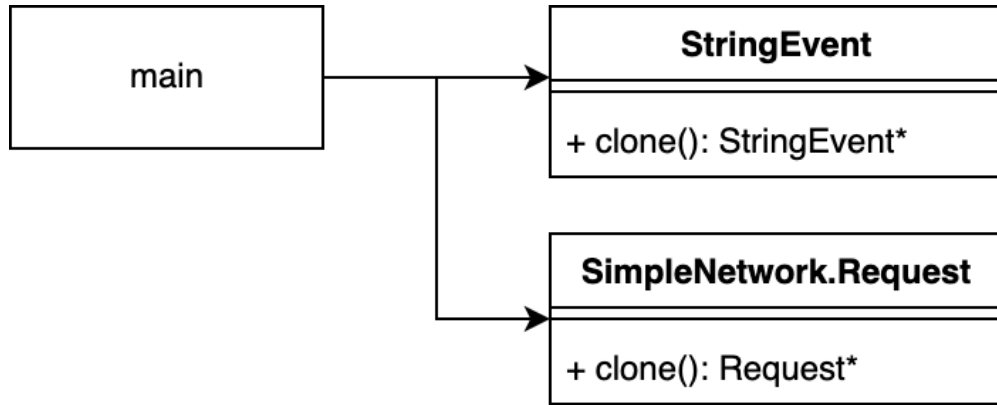 main
StringEvent
+ clone(): StringEvent*
SimpleNetwork.Request
+ clone(): Request*